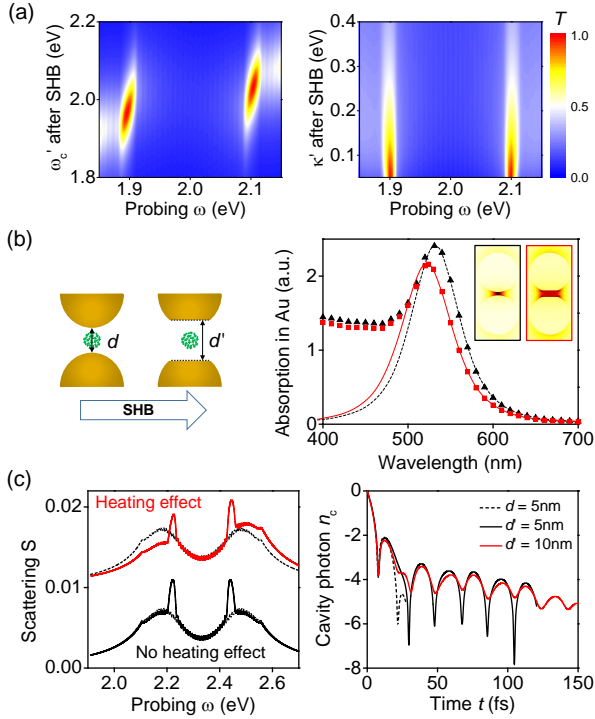 (a)
ω_c' after SHB (eV)
2.2
2.0
1.8
1.9
2.0
2.1
Probing ω (eV)
κ' after SHB (eV)
0.4
0.3
0.2
0.1
1.9
2.0
2.1
Probing ω (eV)
T
1.0
0.5
0.0
(b)
d
d'
SHB
Absorption in Au (a.u.)
2
1
0
400
500
600
700
Wavelength (nm)
(c)
Scattering S
0.02
0.01
0.00
Heating effect
No heating effect
2.0
2.2
2.4
2.6
Probing ω (eV)
Cavity photon n_c
0
-2
-4
-6
-8
d = 5nm
d' = 5nm
d' = 10nm
0
50
100
150
Time t (fs)